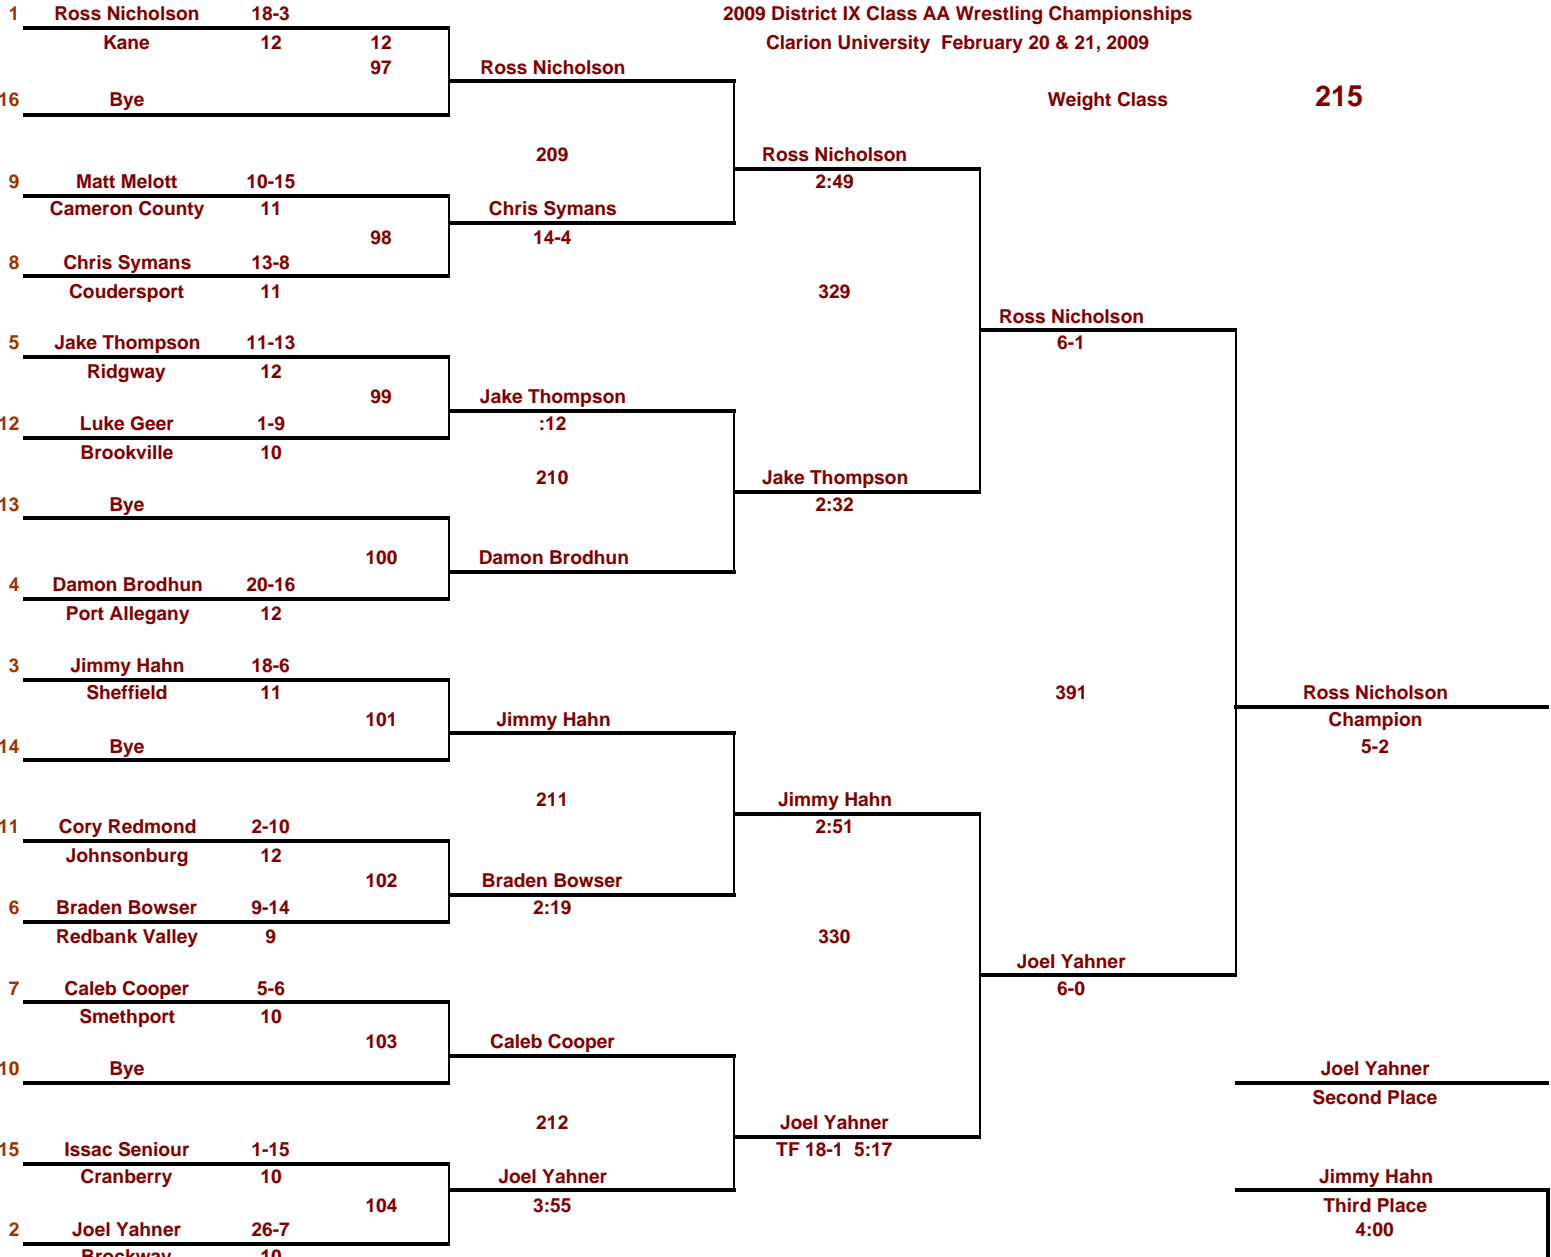 1 Ross Nicholson 18-3 2009 District IX Class AA Wrestling Championships
Kane 12 12 Clarion University February 20 & 21, 2009
97 Ross Nicholson
16 Bye Weight Class 215
209 Ross Nicholson
9 Matt Melott 10-15 2:49
Cameron County 11 Chris Symans
98 14-4
8 Chris Symans 13-8
Coudersport 11 329
Ross Nicholson
5 Jake Thompson 11-13 6-1
Ridgway 12
99 Jake Thompson
12 Luke Geer 1-9 :12
Brookville 10
210 Jake Thompson
13 Bye 2:32
100 Damon Brodhun
4 Damon Brodhun 20-16
Port Allegany 12
3 Jimmy Hahn 18-6
Sheffield 11 391 Ross Nicholson
101 Jimmy Hahn Champion
14 Bye 5-2
211 Jimmy Hahn
11 Cory Redmond 2-10 2:51
Johnsonburg 12
102 Braden Bowser
6 Braden Bowser 9-14 2:19
Redbank Valley 9 330
Joel Yahner
7 Caleb Cooper 5-6 6-0
Smethport 10
103 Caleb Cooper
10 Bye Joel Yahner
Second Place
212 Joel Yahner
15 Issac Seniour 1-15 TF 18-1 5:17
Cranberry 10 Joel Yahner Jimmy Hahn
104 3:55 Third Place
2 Joel Yahner 26-7 4:00
Brockway 10